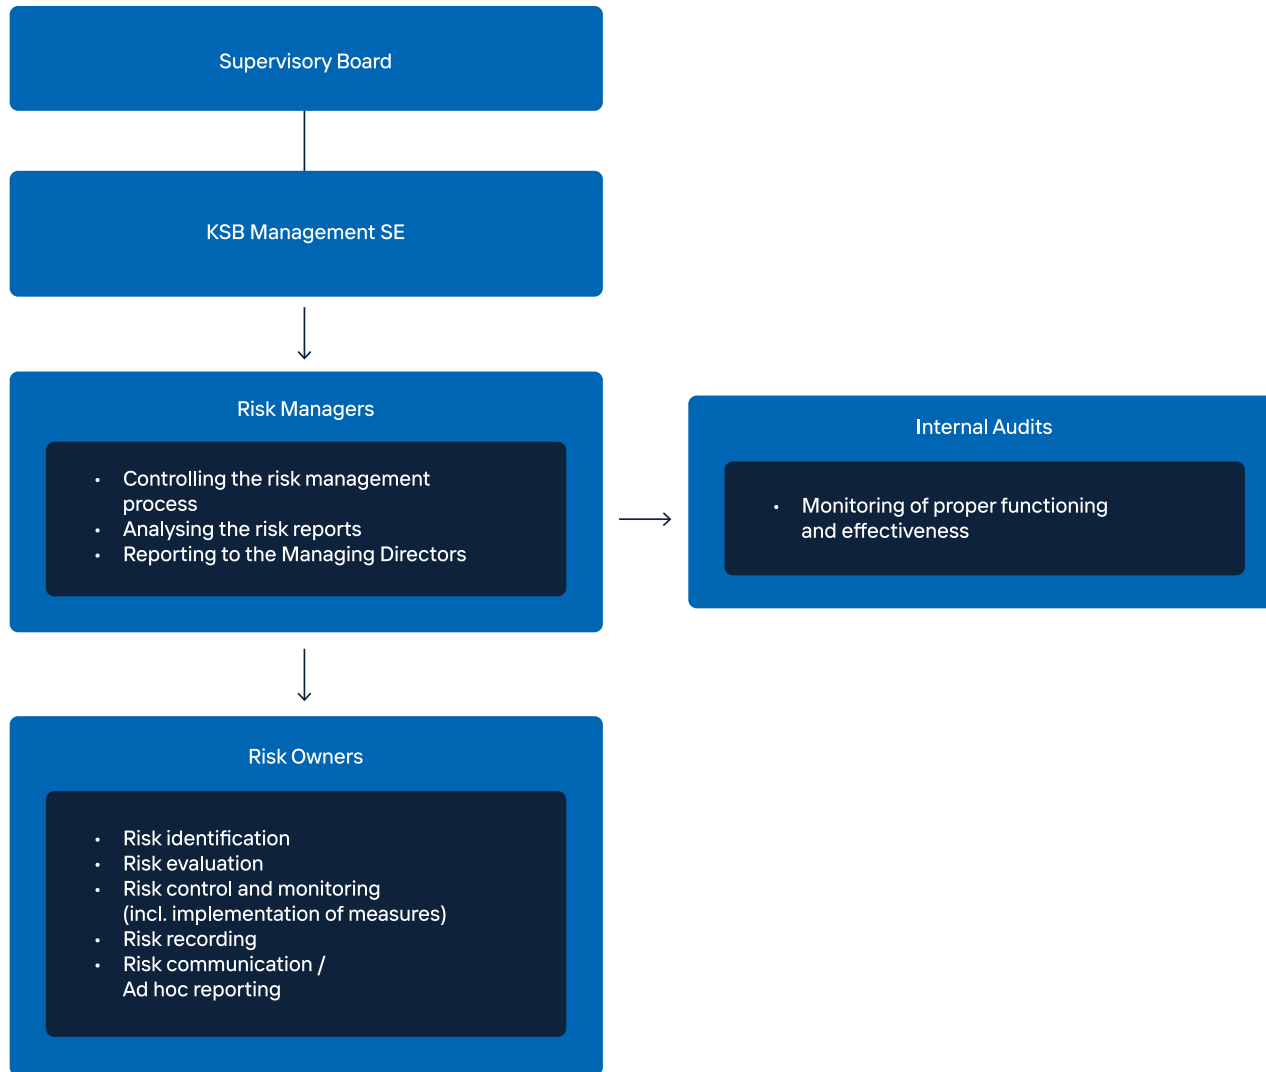 Supervisory Board
KSB Management SE
Risk Managers
• Controlling the risk management
process
• Analysing the risk reports
• Reporting to the Managing Directors
Internal Audits
• Monitoring of proper functioning
and effectiveness
Risk Owners
• Risk identification
• Risk evaluation
• Risk control and monitoring
(incl. implementation of measures)
• Risk recording
• Risk communication /
Ad hoc reporting